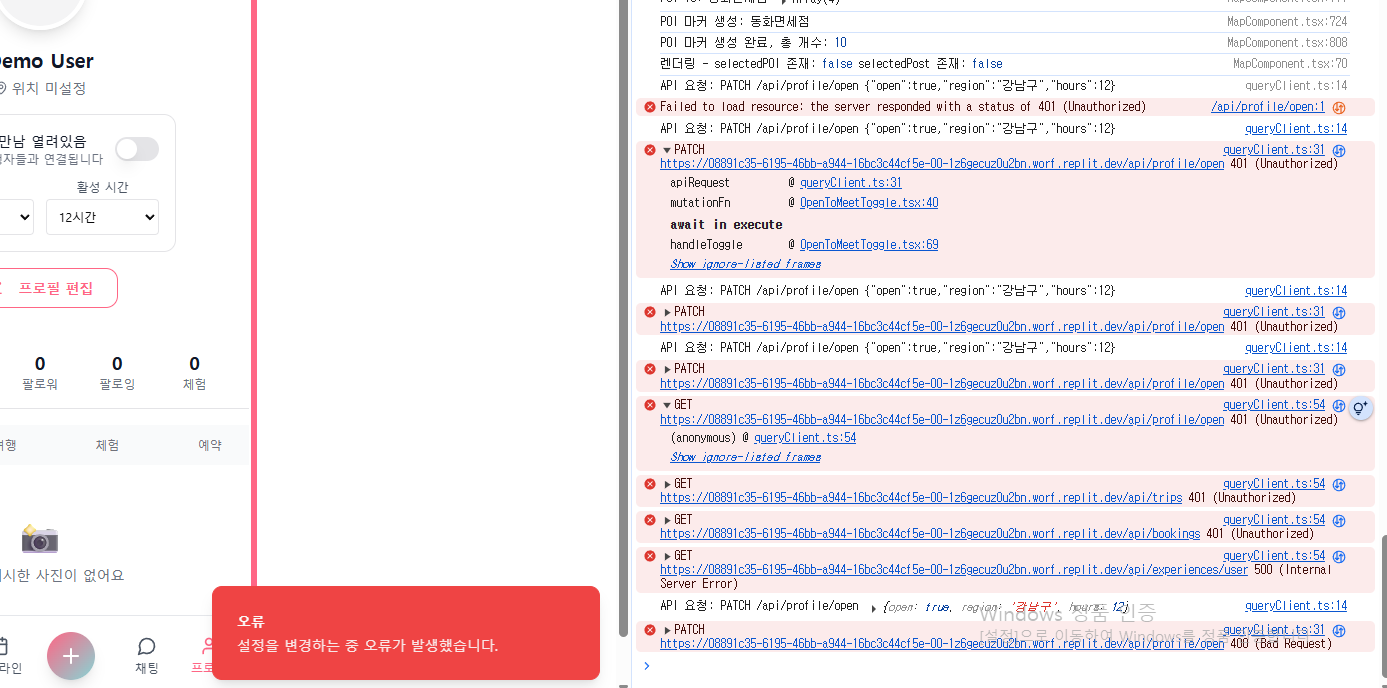 emo User
위치 미설정
만남 열려있음
자들과 연결됩니다
활성 시간
12시간
프로필 편집
0 0 0
팔로워 팔로잉 체험
여행 체험 예약
시한 사진이 없어요
라인
채팅
프로
오류
설정을 변경하는 중 오류가 발생했습니다.
POI 마커 생성: 동화면세점 MapComponent.tsx:724
POI 마커 생성 완료, 총 개수: 10 MapComponent.tsx:808
렌더링 - selectedPOI 존재: false selectedPost 존재: false MapComponent.tsx:70
API 요청: PATCH /api/profile/open {"open":true,"region":"강남구","hours":12} queryClient.ts:14
Failed to load resource: the server responded with a status of 401 (Unauthorized) /api/profile/open:1
API 요청: PATCH /api/profile/open {"open":true,"region":"강남구","hours":12} queryClient.ts:14
PATCH queryClient.ts:31
https://08891c35-6195-46bb-a944-16bc3c44cf5e-00-1z6gecuz0u2bn.worf.replit.dev/api/profile/open 401 (Unauthorized)
apiRequest @ queryClient.ts:31
mutationFn @ OpenToMeetToggle.tsx:40
await in execute
handleToggle @ OpenToMeetToggle.tsx:69
Show ignore-listed frames
API 요청: PATCH /api/profile/open {"open":true,"region":"강남구","hours":12} queryClient.ts:14
PATCH queryClient.ts:31
https://08891c35-6195-46bb-a944-16bc3c44cf5e-00-1z6gecuz0u2bn.worf.replit.dev/api/profile/open 401 (Unauthorized)
API 요청: PATCH /api/profile/open {"open":true,"region":"강남구","hours":12} queryClient.ts:14
PATCH queryClient.ts:31
https://08891c35-6195-46bb-a944-16bc3c44cf5e-00-1z6gecuz0u2bn.worf.replit.dev/api/profile/open 401 (Unauthorized)
GET queryClient.ts:54
https://08891c35-6195-46bb-a944-16bc3c44cf5e-00-1z6gecuz0u2bn.worf.replit.dev/api/profile/open 401 (Unauthorized)
(anonymous) @ queryClient.ts:54
Show ignore-listed frames
GET queryClient.ts:54
https://08891c35-6195-46bb-a944-16bc3c44cf5e-00-1z6gecuz0u2bn.worf.replit.dev/api/trips 401 (Unauthorized)
GET queryClient.ts:54
https://08891c35-6195-46bb-a944-16bc3c44cf5e-00-1z6gecuz0u2bn.worf.replit.dev/api/bookings 401 (Unauthorized)
GET queryClient.ts:54
https://08891c35-6195-46bb-a944-16bc3c44cf5e-00-1z6gecuz0u2bn.worf.replit.dev/api/experiences/user 500 (Internal
Server Error)
API 요청: PATCH /api/profile/open {open: true, region: '강남구', hours: 12} queryClient.ts:14
Windows 정품 인증
[설정]으로 이동하여 Windows를 정품
PATCH queryClient.ts:31
https://08891c35-6195-46bb-a944-16bc3c44cf5e-00-1z6gecuz0u2bn.worf.replit.dev/api/profile/open 400 (Bad Request)